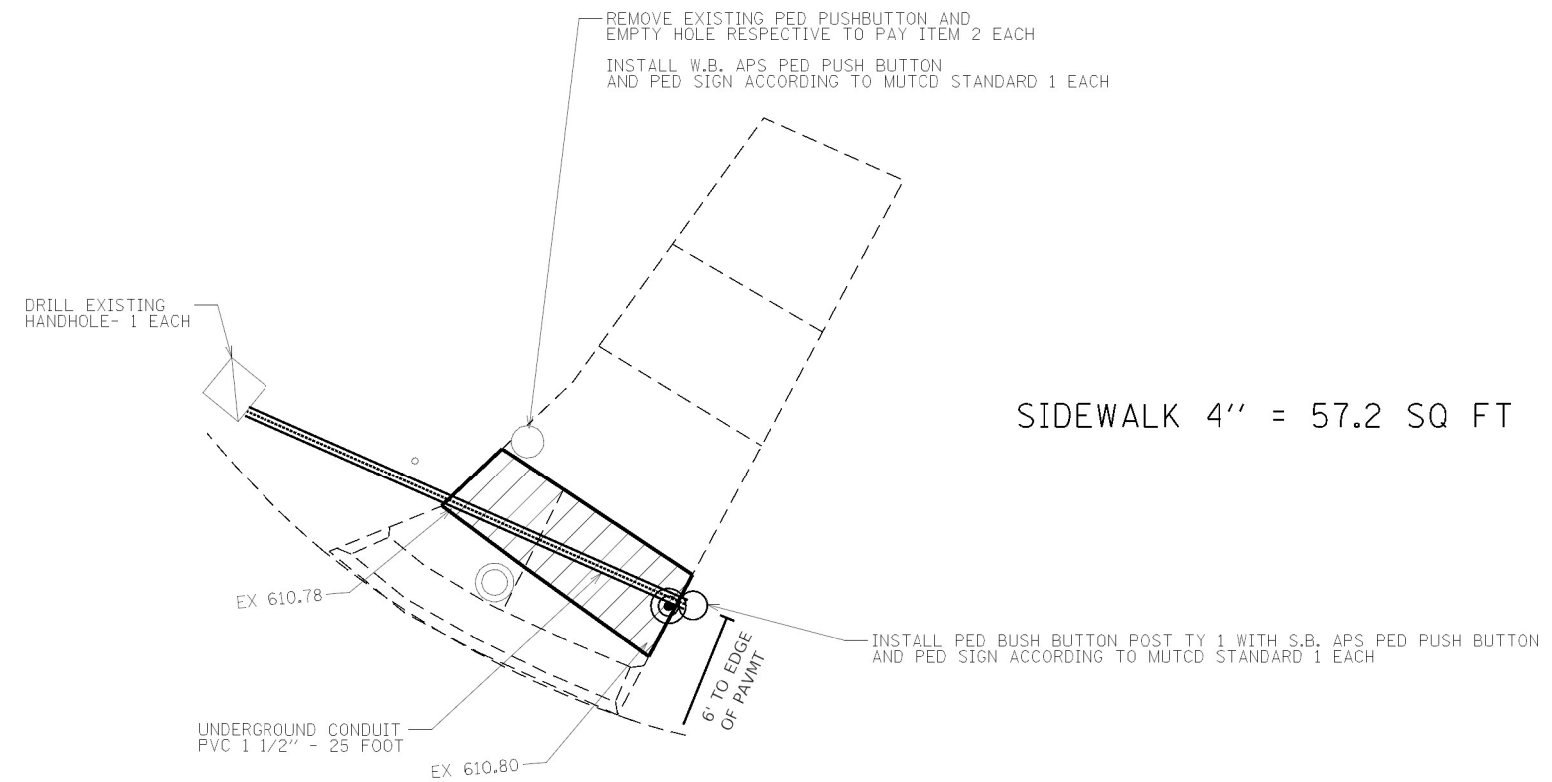 REMOVE EXISTING PED PUSHBUTTON AND
EMPTY HOLE RESPECTIVE TO PAY ITEM 2 EACH
INSTALL W.B. APS PED PUSH BUTTON
AND PED SIGN ACCORDING TO MUTCD STANDARD 1 EACH
DRILL EXISTING
HANDHOLE- 1 EACH
SIDEWALK 4'' = 57.2 SQ FT
EX 610.78
INSTALL PED BUSH BUTTON POST TY 1 WITH S.B. APS PED PUSH BUTTON
AND PED SIGN ACCORDING TO MUTCD STANDARD 1 EACH
6' TO EDGE
OF PAVMT
UNDERGROUND CONDUIT
PVC 1 1/2'' - 25 FOOT
EX 610.80